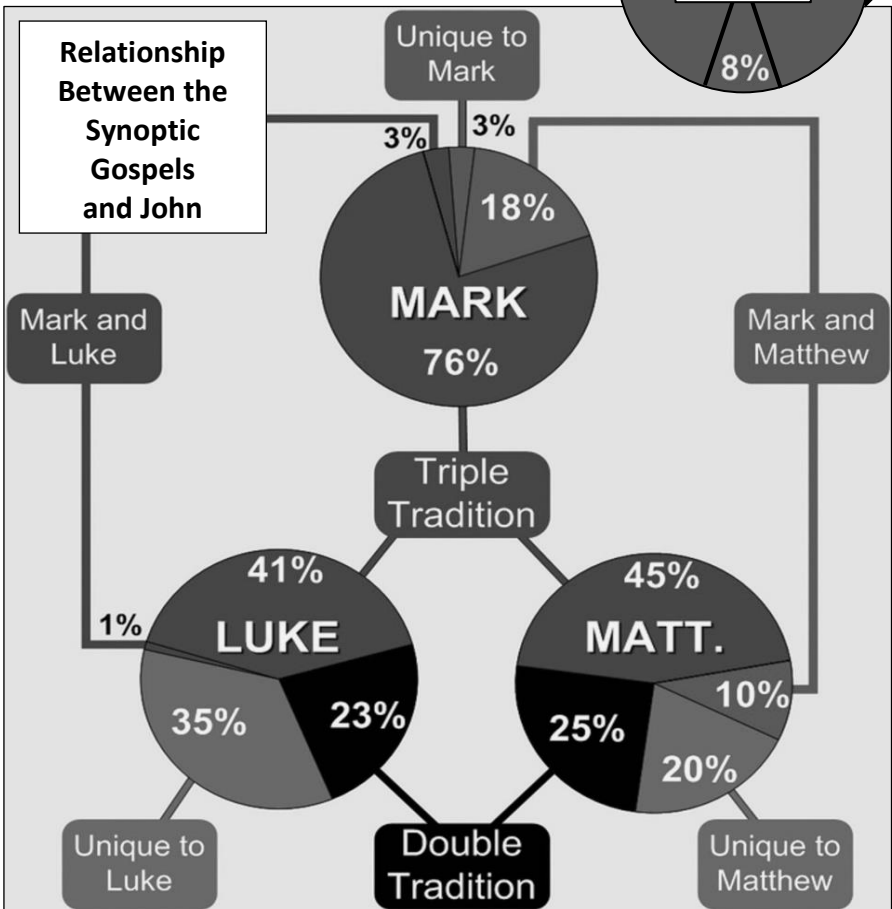 Relationship
Between the
Synoptic
Gospels
and John
Unique to
Mark
8%
3%
3%
18%
MARK
76%
Mark and
Luke
Mark and
Matthew
Triple
Tradition
41%
LUKE
1%
35%
23%
45%
MATT.
10%
25%
20%
Unique to
Luke
Double
Tradition
Unique to
Matthew